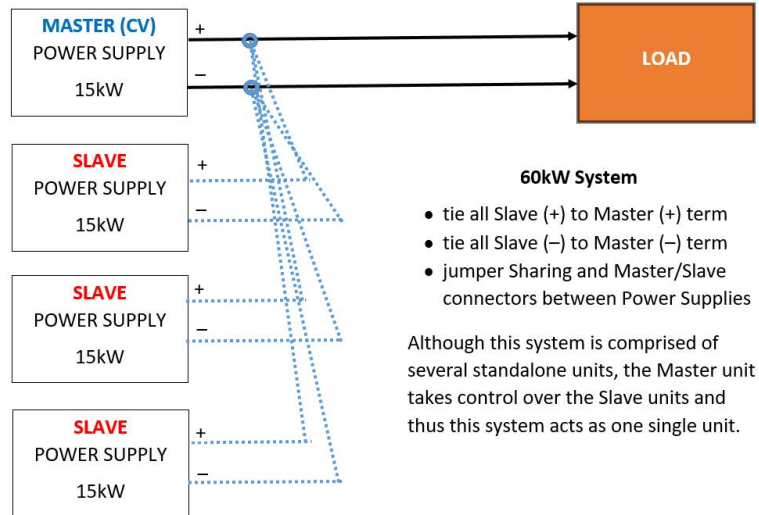 MASTER (CV)
POWER SUPPLY
15kW
+
–
LOAD
SLAVE
POWER SUPPLY
15kW
+
–
60kW System
• tie all Slave (+) to Master (+) term
• tie all Slave (–) to Master (–) term
• jumper Sharing and Master/Slave
connectors between Power Supplies
SLAVE
POWER SUPPLY
15kW
+
–
Although this system is comprised of
several standalone units, the Master unit
takes control over the Slave units and
thus this system acts as one single unit.
SLAVE
POWER SUPPLY
15kW
+
–